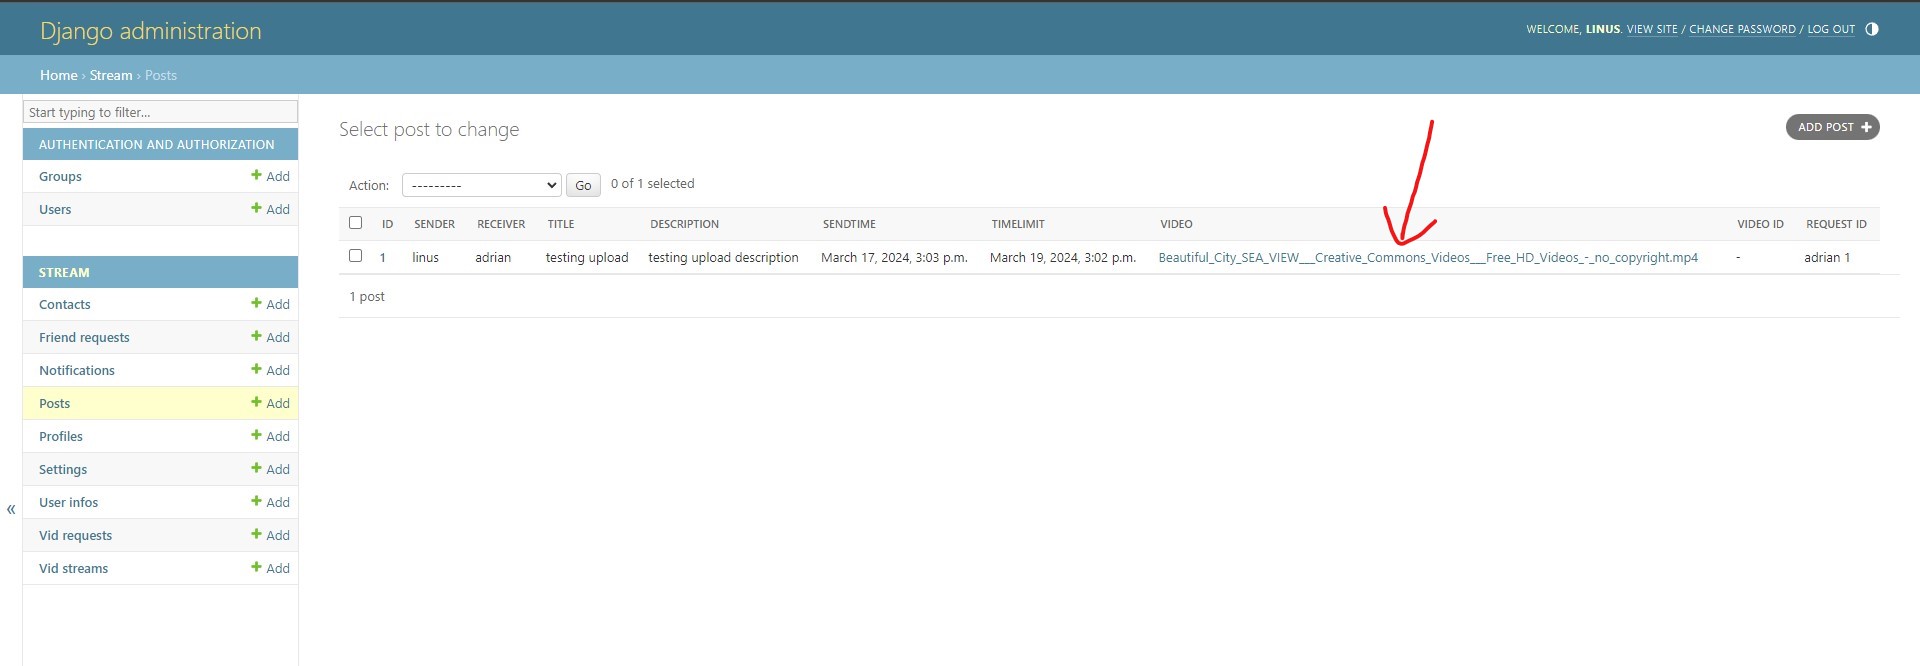 Django administration
WELCOME, LINUS. VIEW SITE / CHANGE PASSWORD / LOG OUT
Home › Stream › Posts
Start typing to filter...
AUTHENTICATION AND AUTHORIZATION
Groups + Add
Users + Add
STREAM
Contacts + Add
Friend requests + Add
Notifications + Add
Posts + Add
Profiles + Add
Settings + Add
User infos + Add
Vid requests + Add
Vid streams + Add
«
Select post to change
ADD POST +
Action: --------- Go 0 of 1 selected
ID SENDER RECEIVER TITLE DESCRIPTION SENDTIME TIMELIMIT VIDEO VIDEO ID REQUEST ID
1 linus adrian testing upload testing upload description March 17, 2024, 3:03 p.m. March 19, 2024, 3:02 p.m. Beautiful_City_SEA_VIEW___Creative_Commons_Videos___Free_HD_Videos_-_no_copyright.mp4 - adrian 1
1 post